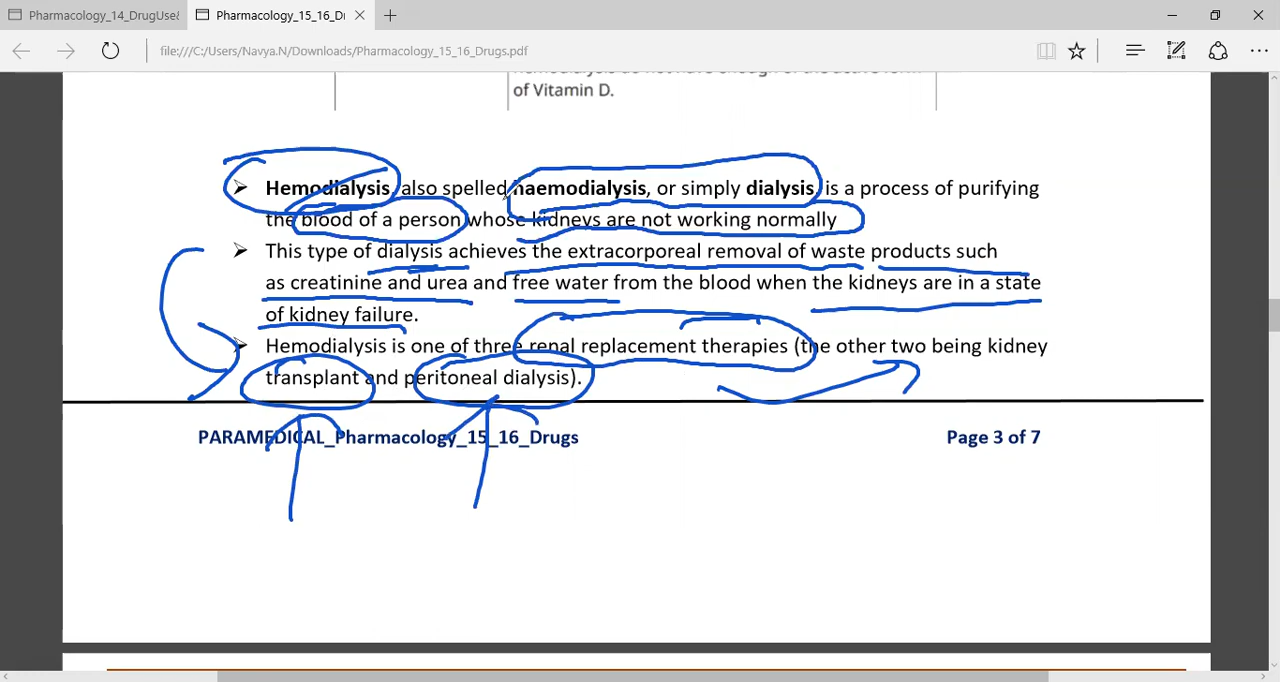 Pharmacology_14_DrugUse&
Pharmacology_15_16_Dr
file:///C:/Users/Navya.N/Downloads/Pharmacology_15_16_Drugs.pdf
of Vitamin D.
Hemodialysis, also spelled haemodialysis, or simply dialysis, is a process of purifying
the blood of a person whose kidneys are not working normally
This type of dialysis achieves the extracorporeal removal of waste products such
as creatinine and urea and free water from the blood when the kidneys are in a state
of kidney failure.
Hemodialysis is one of three renal replacement therapies (the other two being kidney
transplant and peritoneal dialysis).
PARAMEDICAL_Pharmacology_15_16_Drugs
Page 3 of 7